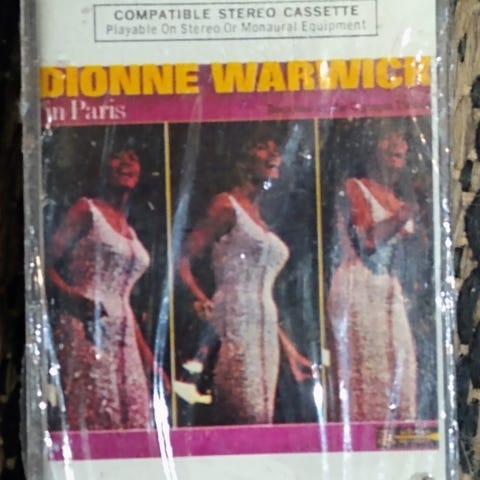 COMPATIBLE STEREO CASSETTE
Playable On Stereo Or Monaural Equipment
DIONNE WARWICK
in Paris